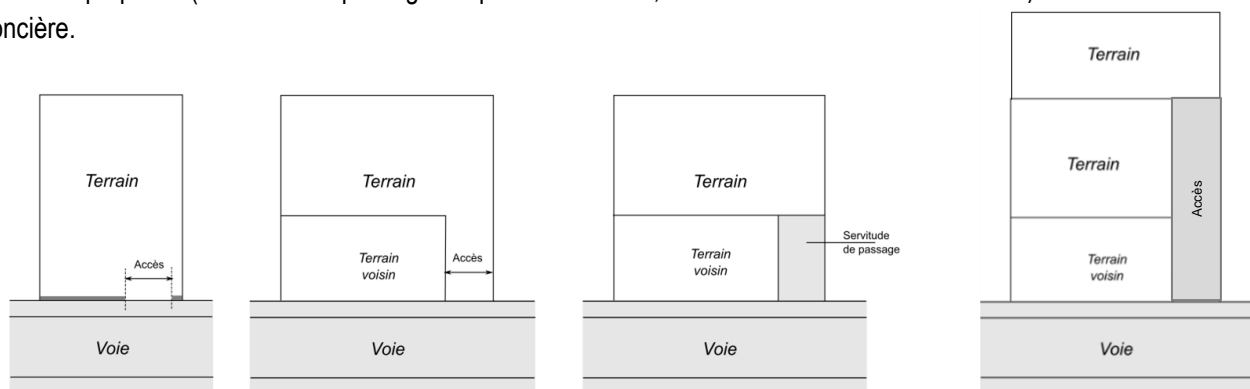 oncière.
Terrain
Accès
Voie
Terrain
Terrain
voisin
Accès
Voie
Terrain
Terrain
voisin
Servitude
de passage
Voie
Terrain
Terrain
Accès
Terrain
voisin
Voie